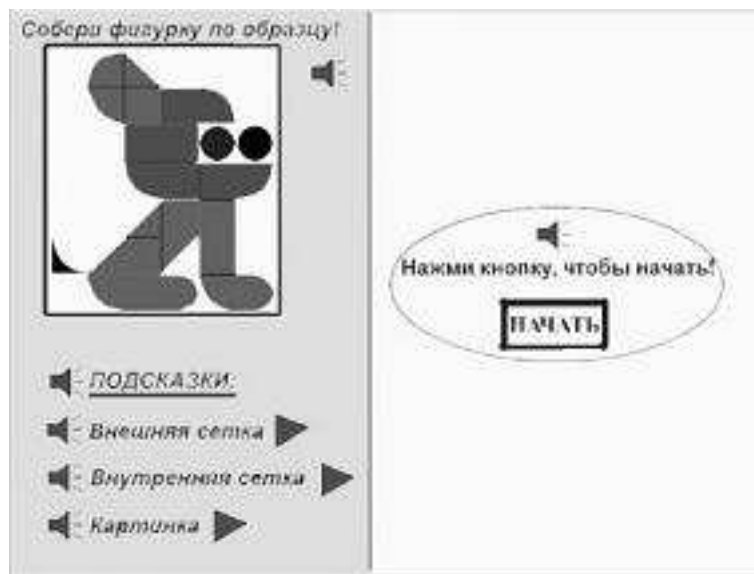 Собери фигурку по образцу!
ПОДСКАЗКИ:
Внешняя сетка
Внутренняя сетка
Картинка
Нажми кнопку, чтобы начать!
НАЧАТЬ